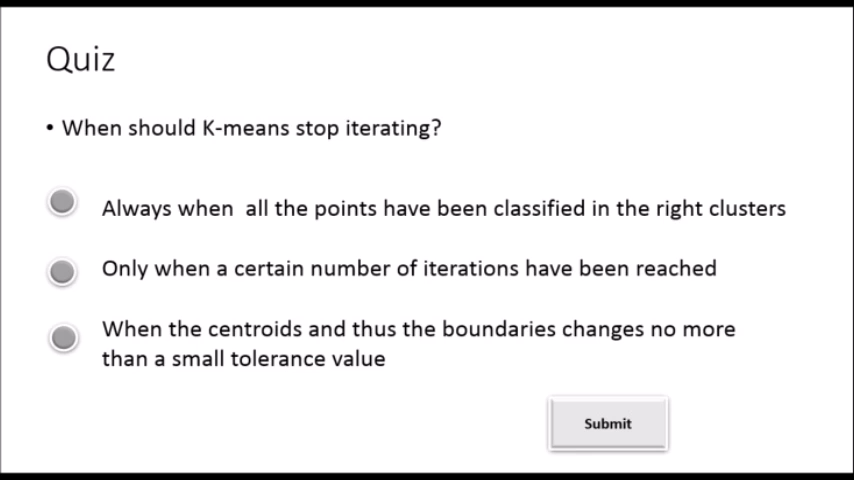 Quiz
• When should K-means stop iterating?
Always when all the points have been classified in the right clusters
Only when a certain number of iterations have been reached
When the centroids and thus the boundaries changes no more
than a small tolerance value
Submit